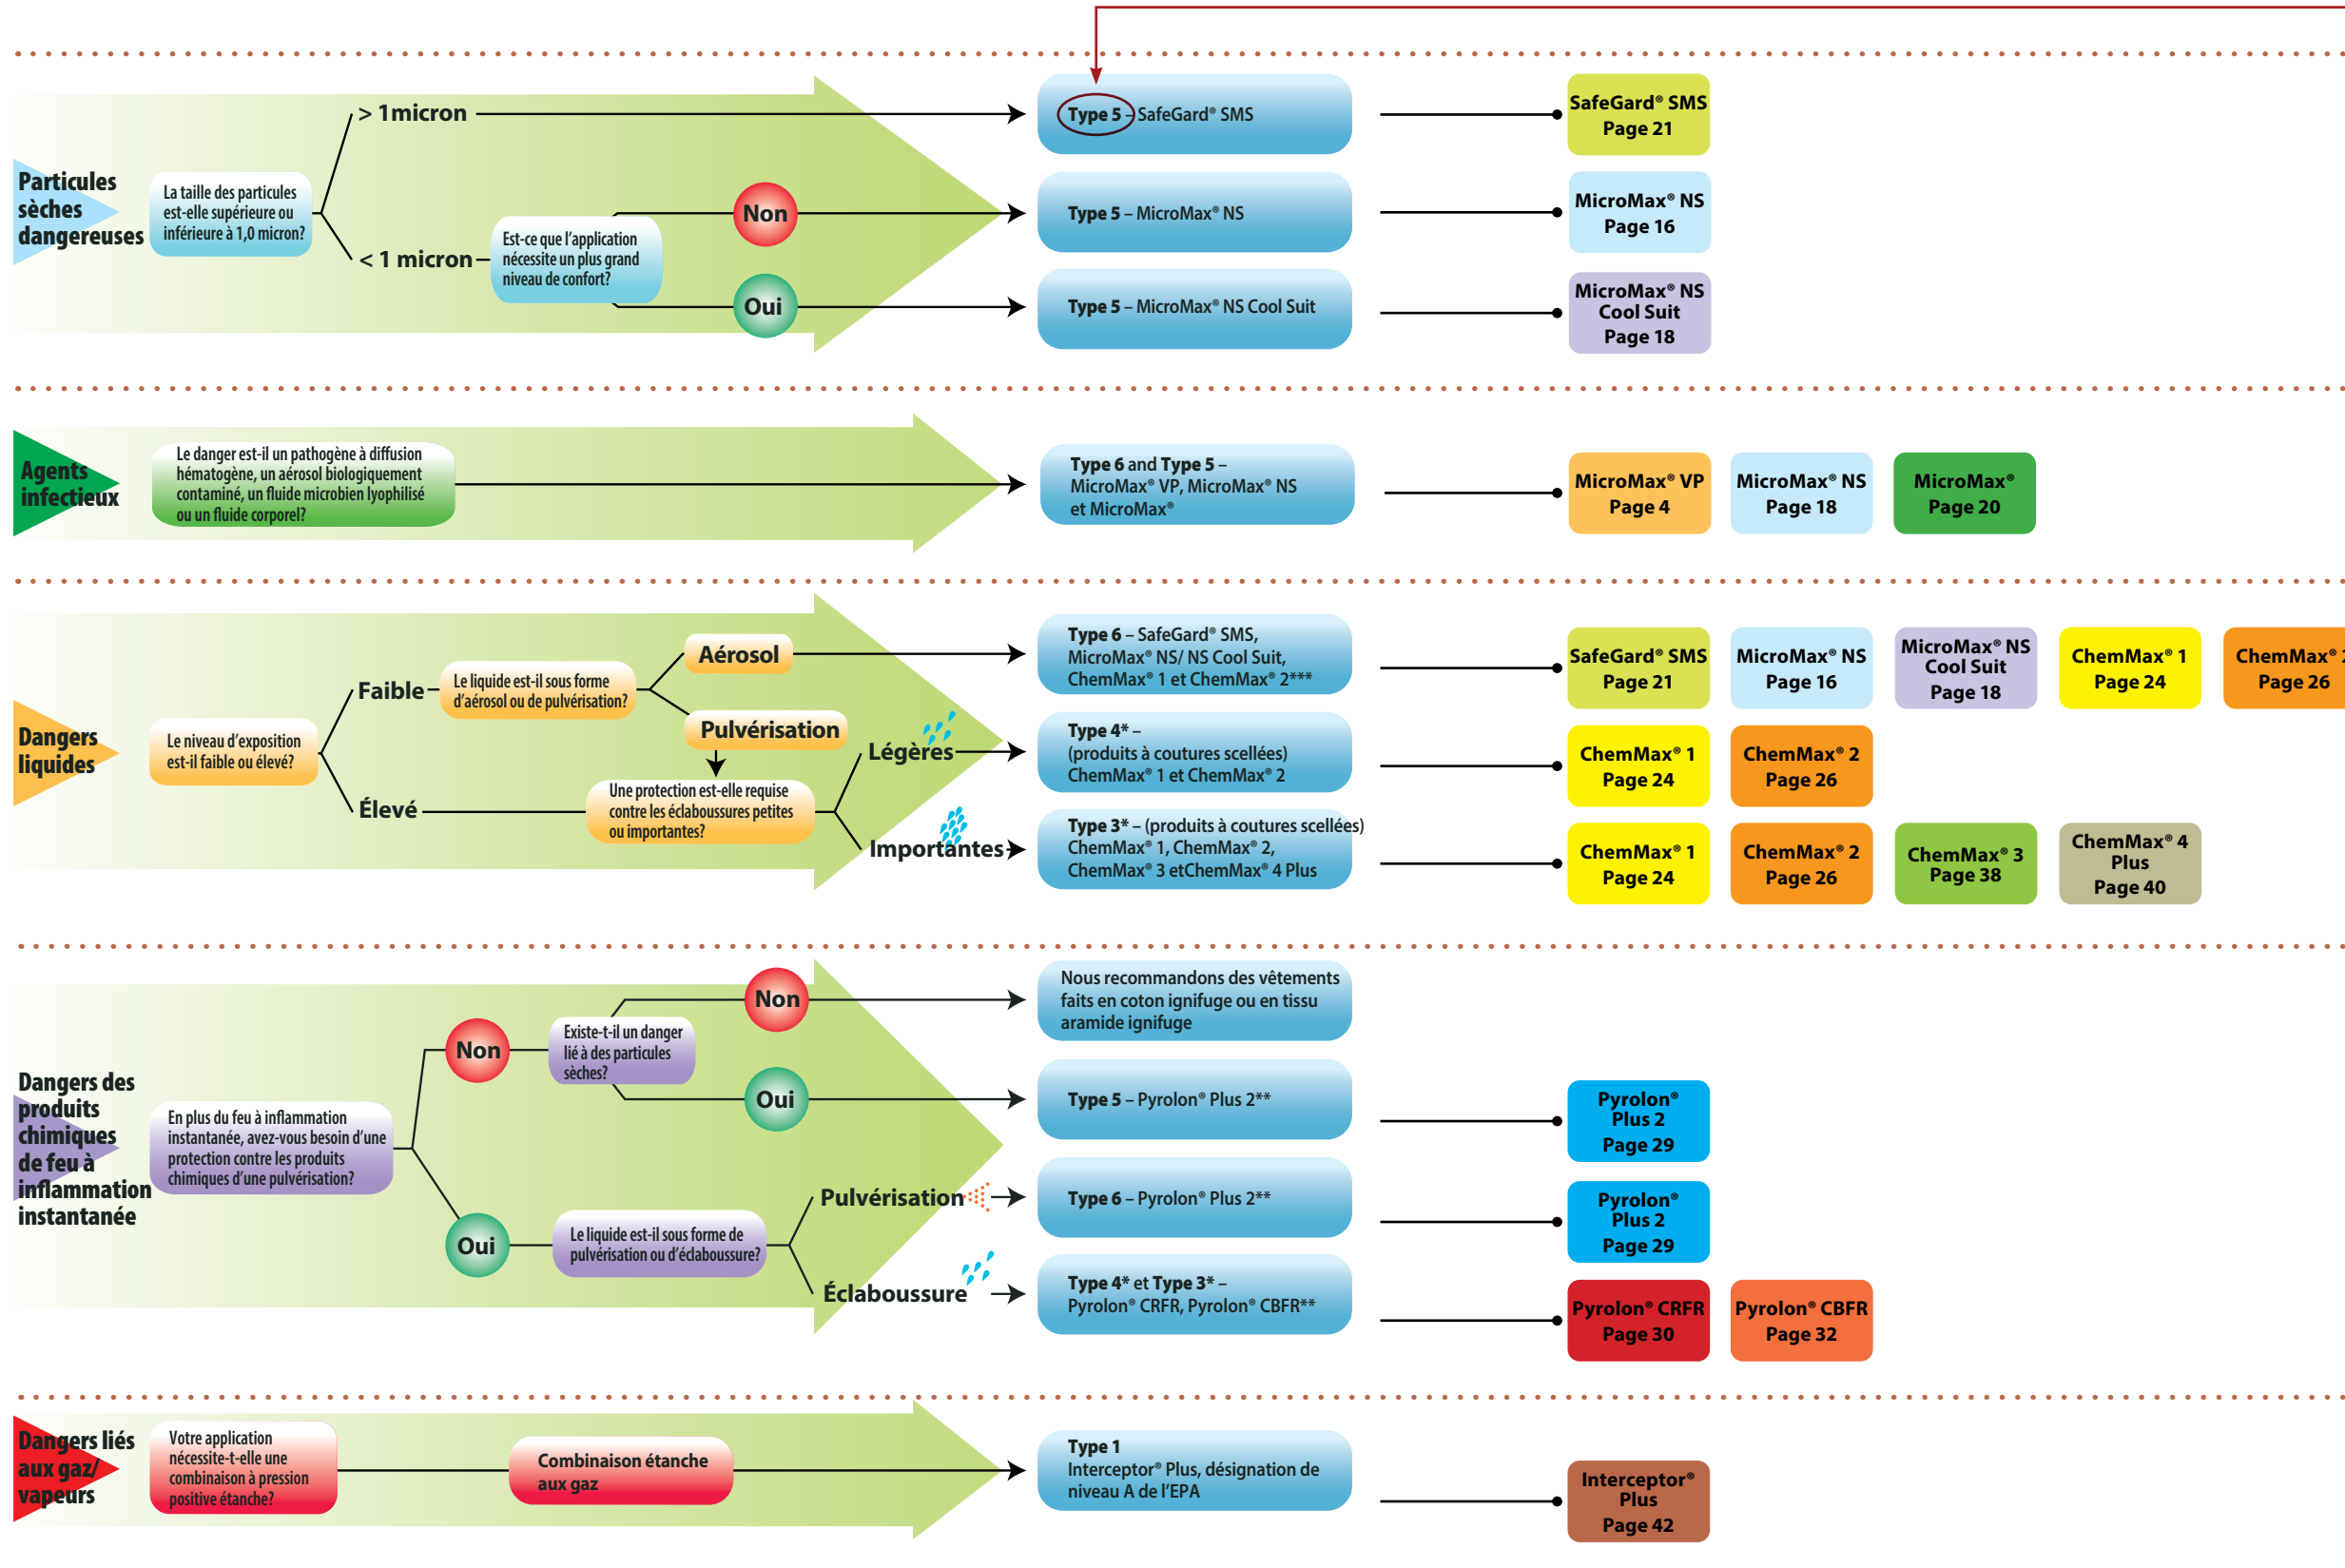 > 1micron
Type 5 – SafeGard® SMS
SafeGard® SMS
Page 21
Particules
sèches
dangereuses
La taille des particules
est-elle supérieure ou
inférieure à 1,0 micron?
< 1 micron
Est-ce que l'application
nécessite un plus grand
niveau de confort?
Non
Type 5 – MicroMax® NS
MicroMax® NS
Page 16
Oui
Type 5 – MicroMax® NS Cool Suit
MicroMax® NS
Cool Suit
Page 18
Agents
infectieux
Le danger est-il un pathogène à diffusion
hématogène, un aérosol biologiquement
contaminé, un fluide microbien lyophilisé
ou un fluide corporel?
Type 6 and Type 5 –
MicroMax® VP, MicroMax® NS
et MicroMax®
MicroMax® VP
Page 4
MicroMax® NS
Page 18
MicroMax®
Page 20
Dangers
liquides
Le niveau d'exposition
est-il faible ou élevé?
Faible
Le liquide est-il sous forme
d'aérosol ou de pulvérisation?
Aérosol
Type 6 – SafeGard® SMS,
MicroMax® NS/ NS Cool Suit,
ChemMax® 1 et ChemMax® 2***
SafeGard® SMS
Page 21
MicroMax® NS
Page 16
MicroMax® NS
Cool Suit
Page 18
ChemMax® 1
Page 24
ChemMax® 2
Page 26
Pulvérisation
Élevé
Une protection est-elle requise
contre les éclaboussures petites
ou importantes?
Légères
Type 4* –
(produits à coutures scellées)
ChemMax® 1 et ChemMax® 2
ChemMax® 1
Page 24
ChemMax® 2
Page 26
Importantes
Type 3* – (produits à coutures scellées)
ChemMax® 1, ChemMax® 2,
ChemMax® 3 etChemMax® 4 Plus
ChemMax® 1
Page 24
ChemMax® 2
Page 26
ChemMax® 3
Page 38
ChemMax® 4
Plus
Page 40
Dangers des
produits
chimiques
de feu à
inflammation
instantanée
En plus du feu à inflammation
instantanée, avez-vous besoin d'une
protection contre les produits
chimiques d'une pulvérisation?
Non
Existe-t-il un danger
lié à des particules
sèches?
Non
Nous recommandons des vêtements
faits en coton ignifuge ou en tissu
aramide ignifuge
Oui
Type 5 – Pyrolon® Plus 2**
Pyrolon®
Plus 2
Page 29
Oui
Le liquide est-il sous forme de
pulvérisation ou d'éclaboussure?
Pulvérisation
Type 6 – Pyrolon® Plus 2**
Pyrolon®
Plus 2
Page 29
Éclaboussure
Type 4* et Type 3* –
Pyrolon® CRFR, Pyrolon® CBFR**
Pyrolon® CRFR
Page 30
Pyrolon® CBFR
Page 32
Dangers liés
aux gaz/
vapeurs
Votre application
nécessite-t-elle une
combinaison à pression
positive étanche?
Combinaison étanche
aux gaz
Type 1
Interceptor® Plus, désignation de
niveau A de l'EPA
Interceptor®
Plus
Page 42